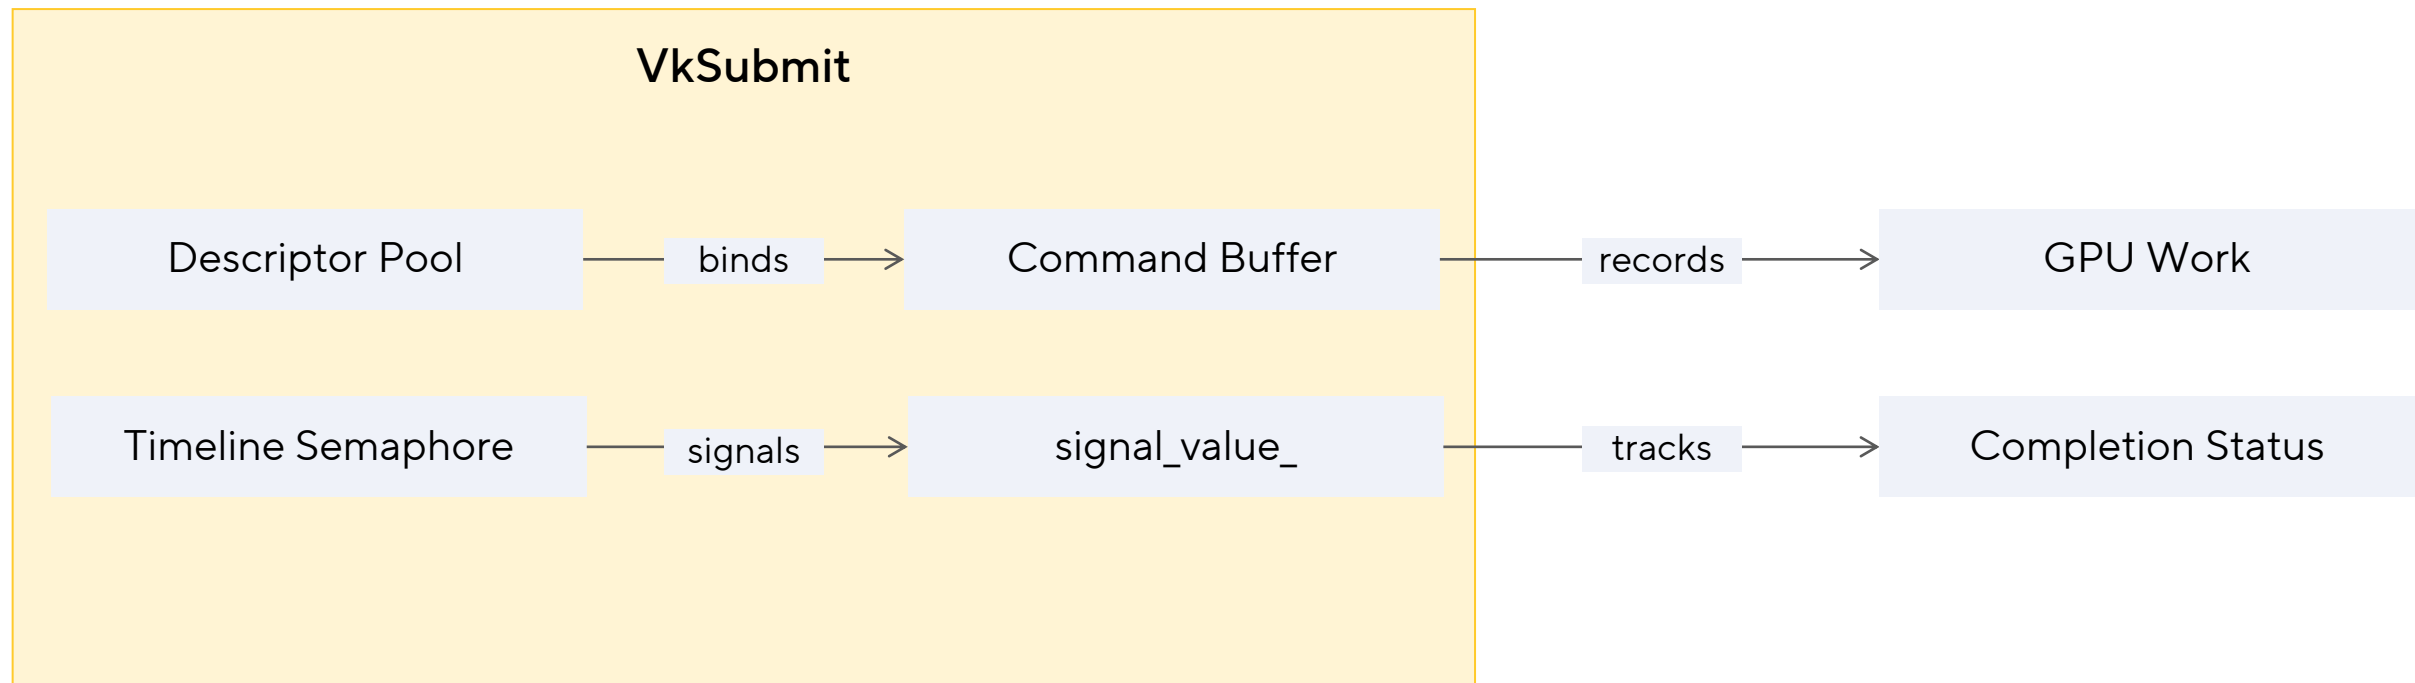 VkSubmit
Descriptor Pool
binds
Command Buffer
records
GPU Work
Timeline Semaphore
signals
signal_value_
tracks
Completion Status